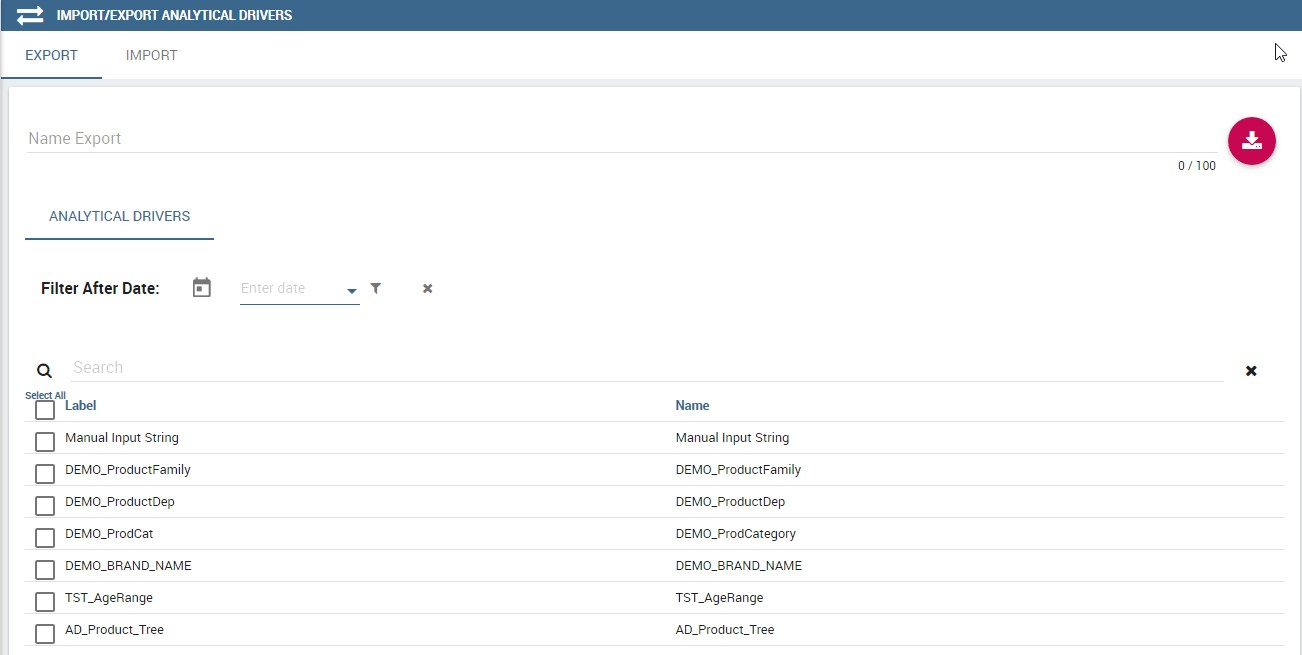 IMPORT/EXPORT ANALYTICAL DRIVERS
EXPORT IMPORT
Name Export
0 / 100
ANALYTICAL DRIVERS
Filter After Date: Enter date
Search
Select All
Label Name
Manual Input String Manual Input String
DEMO_ProductFamily DEMO_ProductFamily
DEMO_ProductDep DEMO_ProductDep
DEMO_ProdCat DEMO_ProdCategory
DEMO_BRAND_NAME DEMO_BRAND_NAME
TST_AgeRange TST_AgeRange
AD_Product_Tree AD_Product_Tree